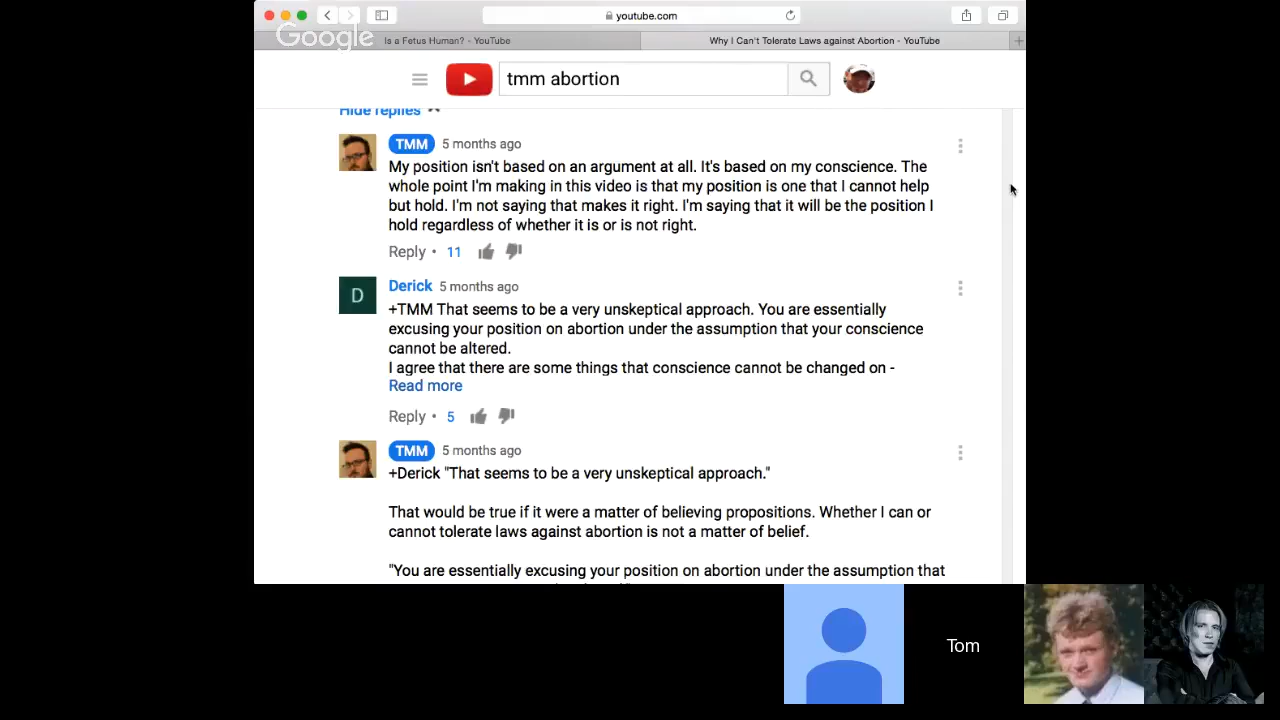 youtube.com
Google
Is a Fetus Human? - YouTube
Why I Can't Tolerate Laws against Abortion - YouTube
tmm abortion
Hide replies
TMM 5 months ago
My position isn't based on an argument at all. It's based on my conscience. The
whole point I'm making in this video is that my position is one that I cannot help
but hold. I'm not saying that makes it right. I'm saying that it will be the position I
hold regardless of whether it is or is not right.
Reply • 11
D
Derick 5 months ago
+TMM That seems to be a very unskeptical approach. You are essentially
excusing your position on abortion under the assumption that your conscience
cannot be altered.
I agree that there are some things that conscience cannot be changed on -
Read more
Reply • 5
TMM 5 months ago
+Derick "That seems to be a very unskeptical approach."
That would be true if it were a matter of believing propositions. Whether I can or
cannot tolerate laws against abortion is not a matter of belief.
"You are essentially excusing your position on abortion under the assumption that
Tom